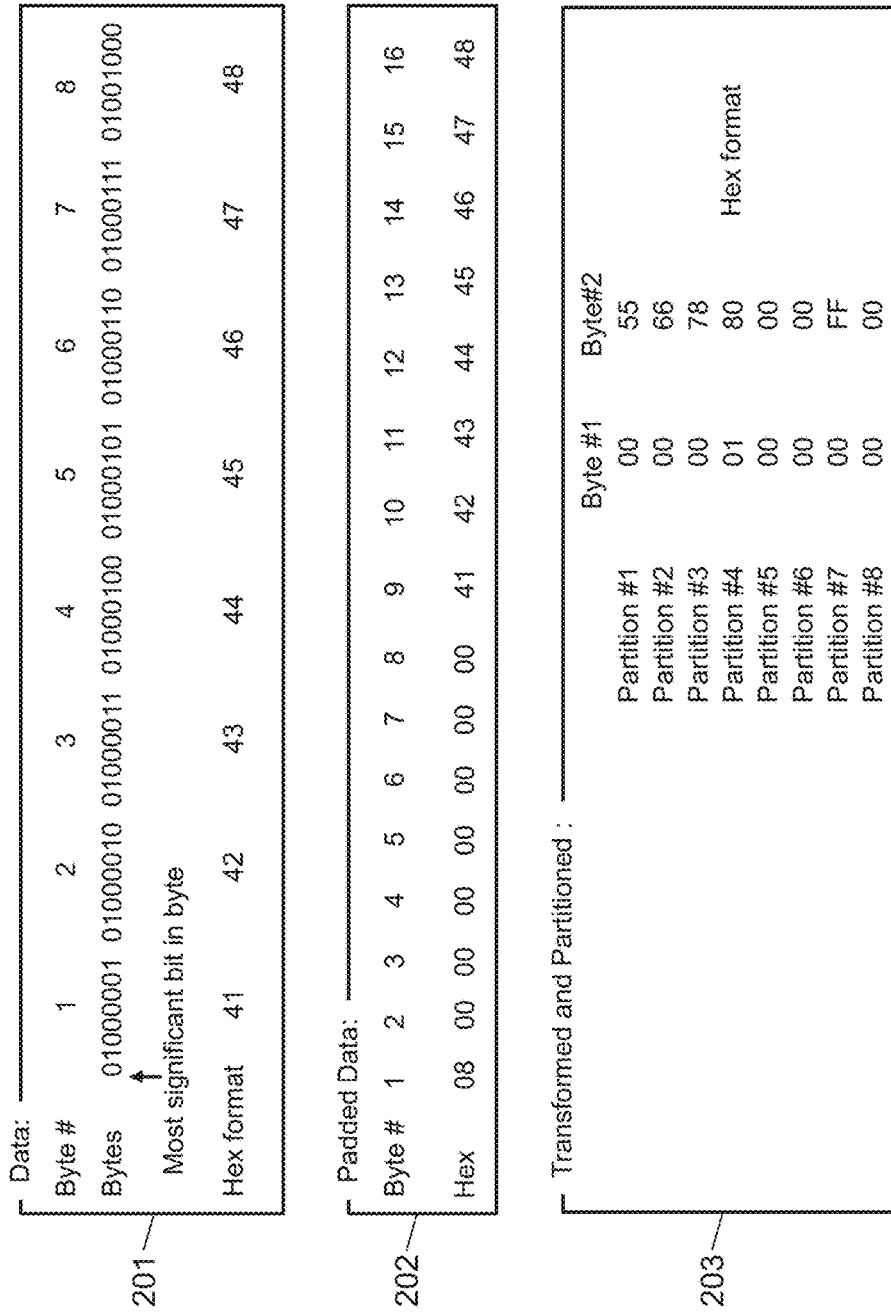 Data:
Byte # 1 2 3 4 5 6 7 8
Bytes 01000001 01000010 01000011 01000100 01000101 01000110 01000111 01001000
Most significant bit in byte
Hex format 41 42 43 44 45 46 47 48
201
Padded Data:
Byte # 1 2 3 4 5 6 7 8 9 10 11 12 13 14 15 16
Hex 08 00 00 00 00 00 00 00 41 42 43 44 45 46 47 48
202
Transformed and Partitioned :
Byte #1 Byte#2
Partition #1 00 55
Partition #2 00 66
Partition #3 00 78
Partition #4 01 80 Hex format
Partition #5 00 00
Partition #6 00 00
Partition #7 00 FF
Partition #8 00 00
203